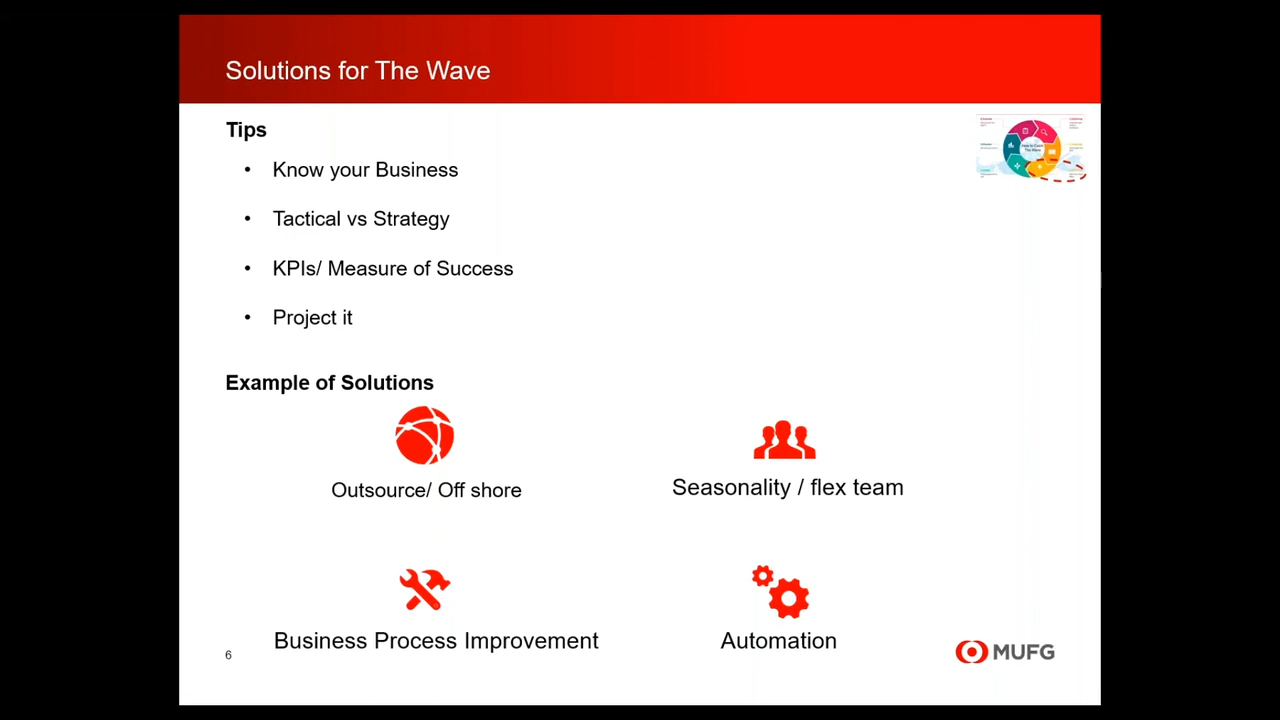 Solutions for The Wave
Tips
• Know your Business
• Tactical vs Strategy
• KPIs/ Measure of Success
• Project it
Example of Solutions
Outsource/ Off shore
Seasonality / flex team
Business Process Improvement
Automation
6
MUFG